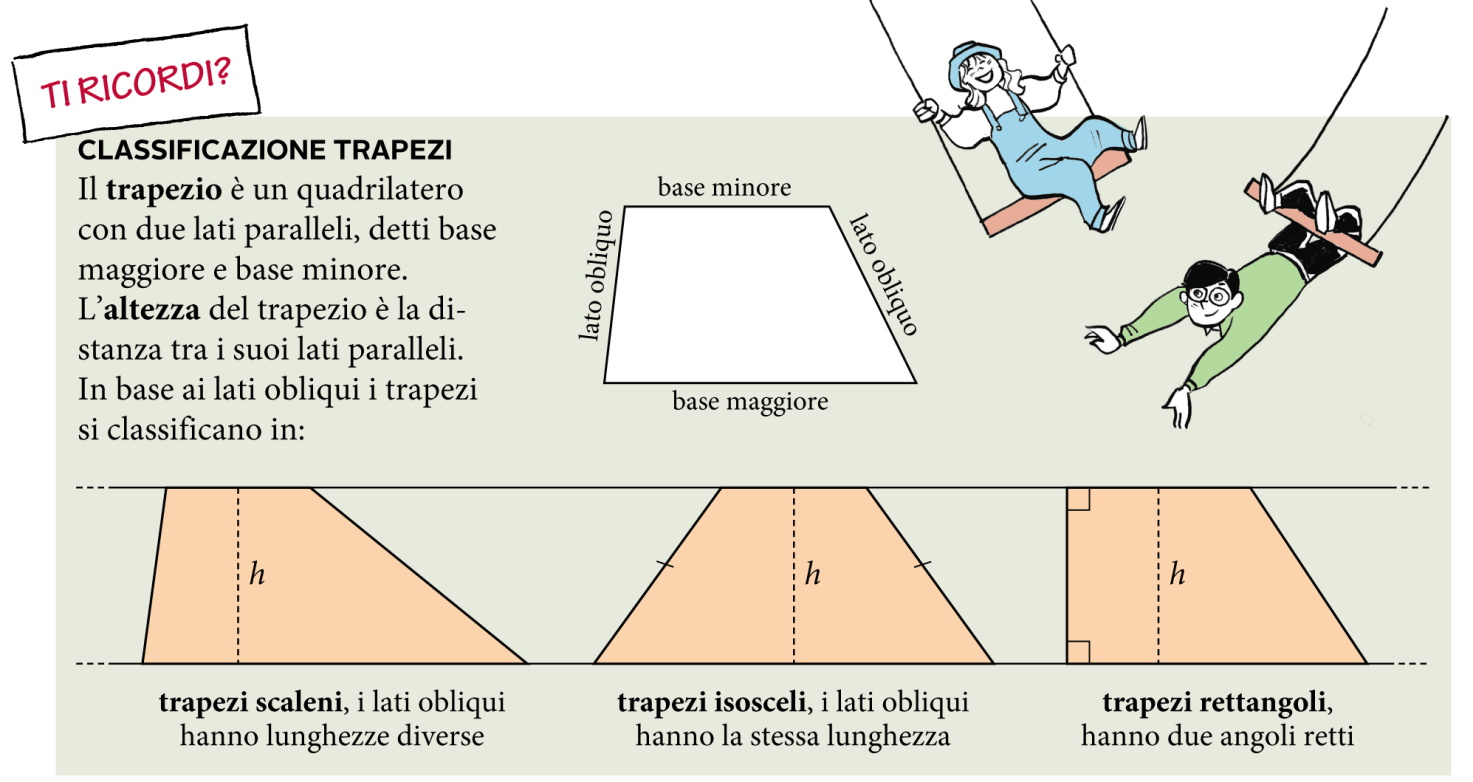 TI RICORDI?
CLASSIFICAZIONE TRAPEZI
Il trapezio è un quadrilatero
con due lati paralleli, detti base
maggiore e base minore.
L'altezza del trapezio è la di-
stanza tra i suoi lati paralleli.
In base ai lati obliqui i trapezi
si classificano in:
base minore
lato obliquo
lato obliquo
base maggiore
h
h
h
trapezi scaleni, i lati obliqui
hanno lunghezze diverse
trapezi isosceli, i lati obliqui
hanno la stessa lunghezza
trapezi rettangoli,
hanno due angoli retti